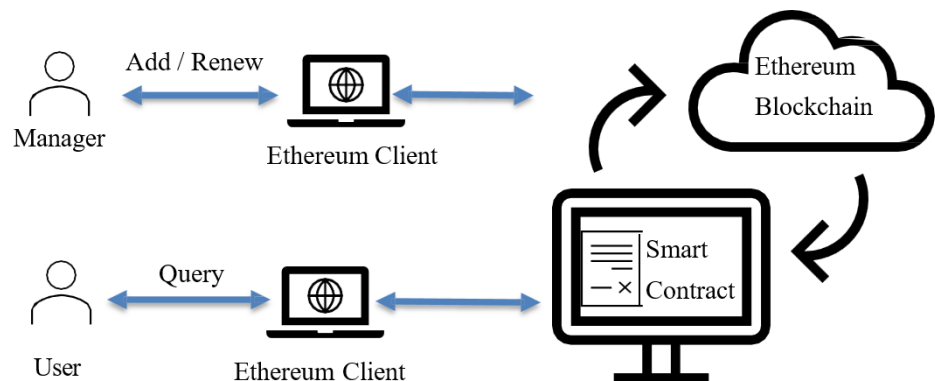 Add / Renew
Manager
Ethereum Client
Ethereum
Blockchain
Query
User
Ethereum Client
Smart
Contract